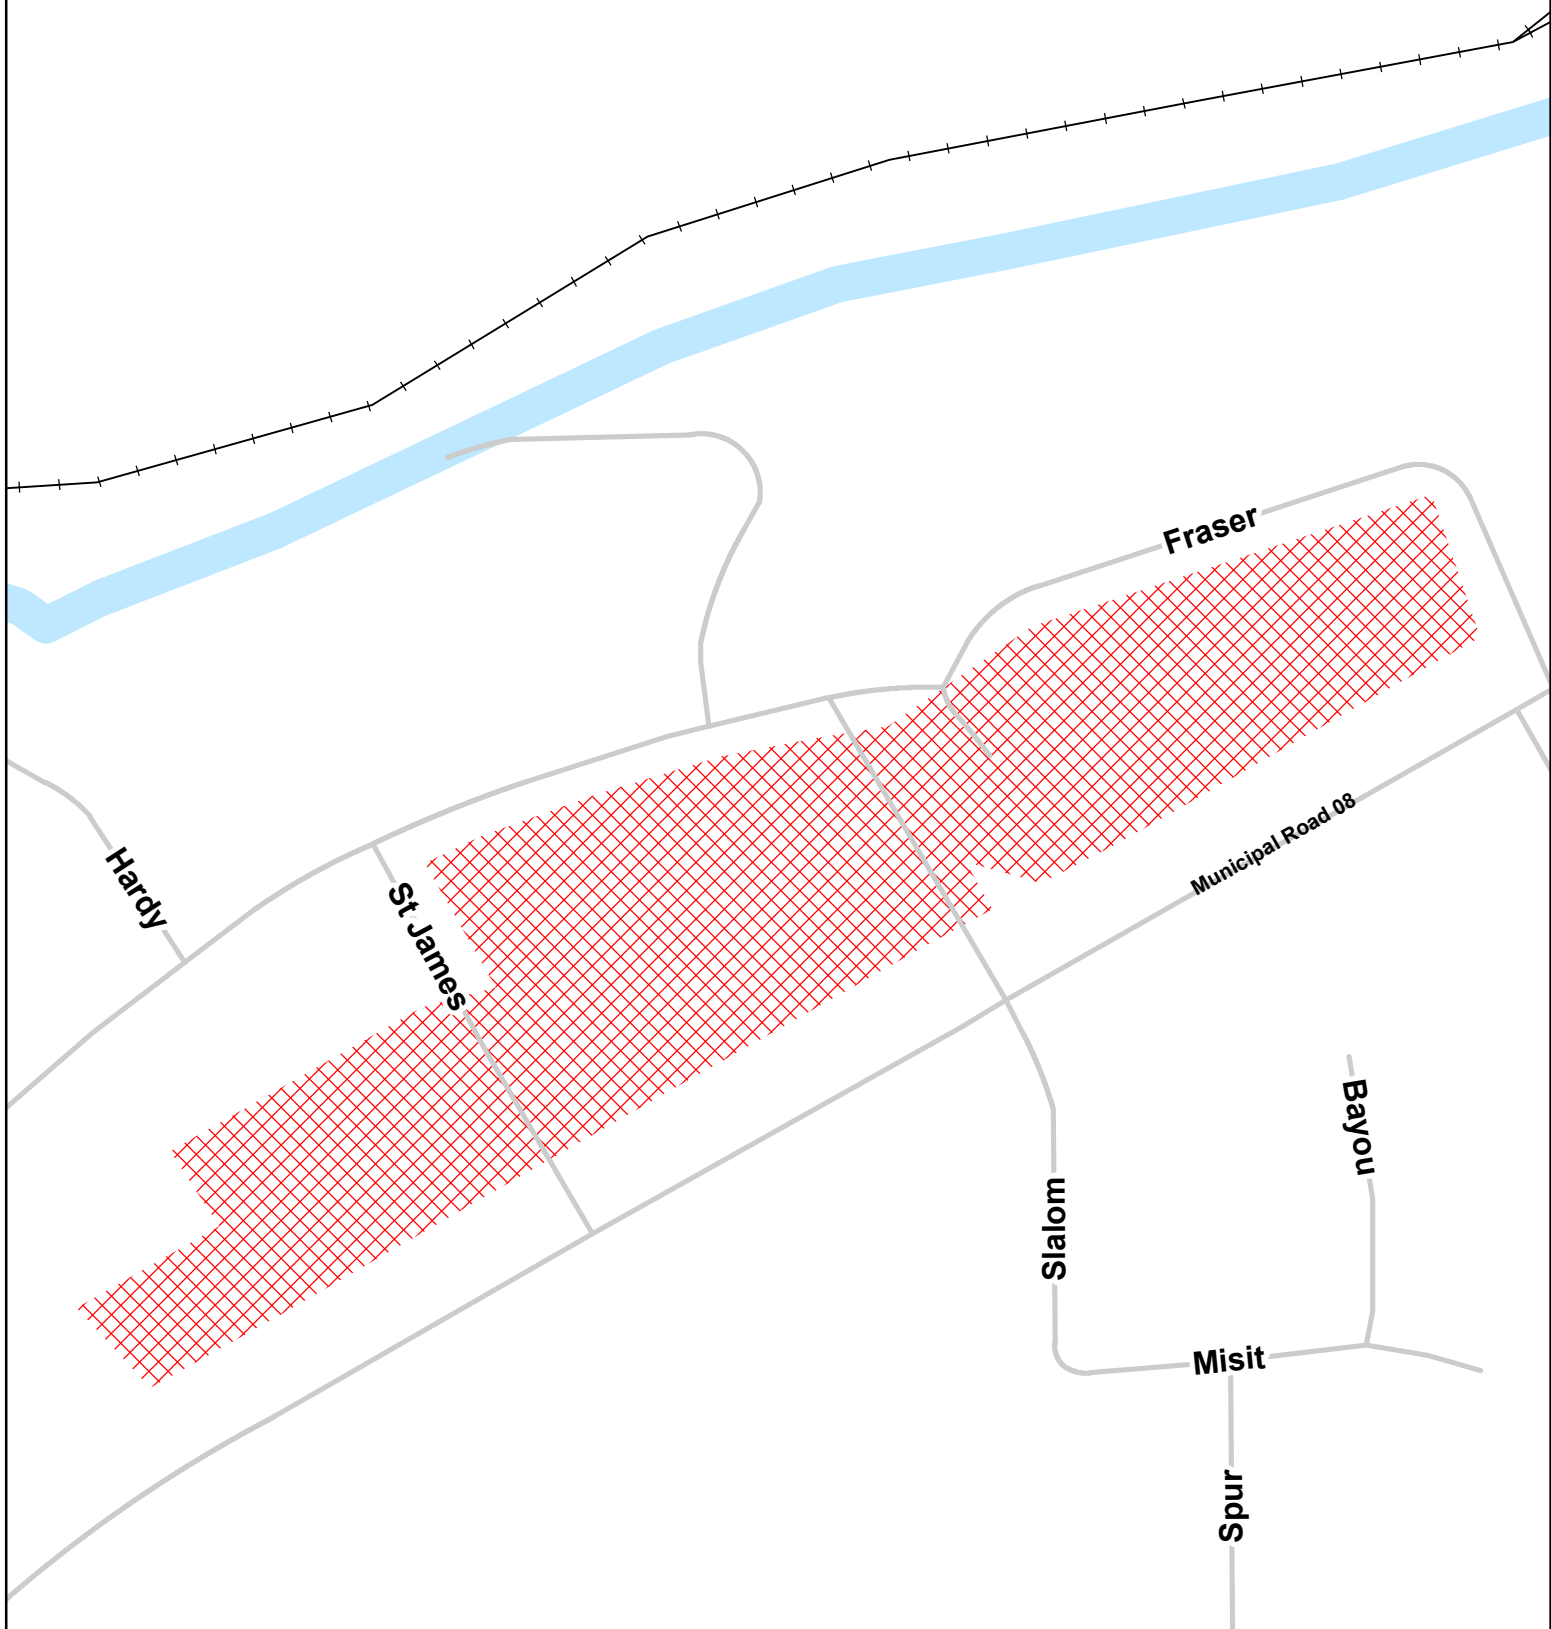 Fraser
Municipal Road 08
Hardy
St James
Bayou
Slalom
Misit
Spur